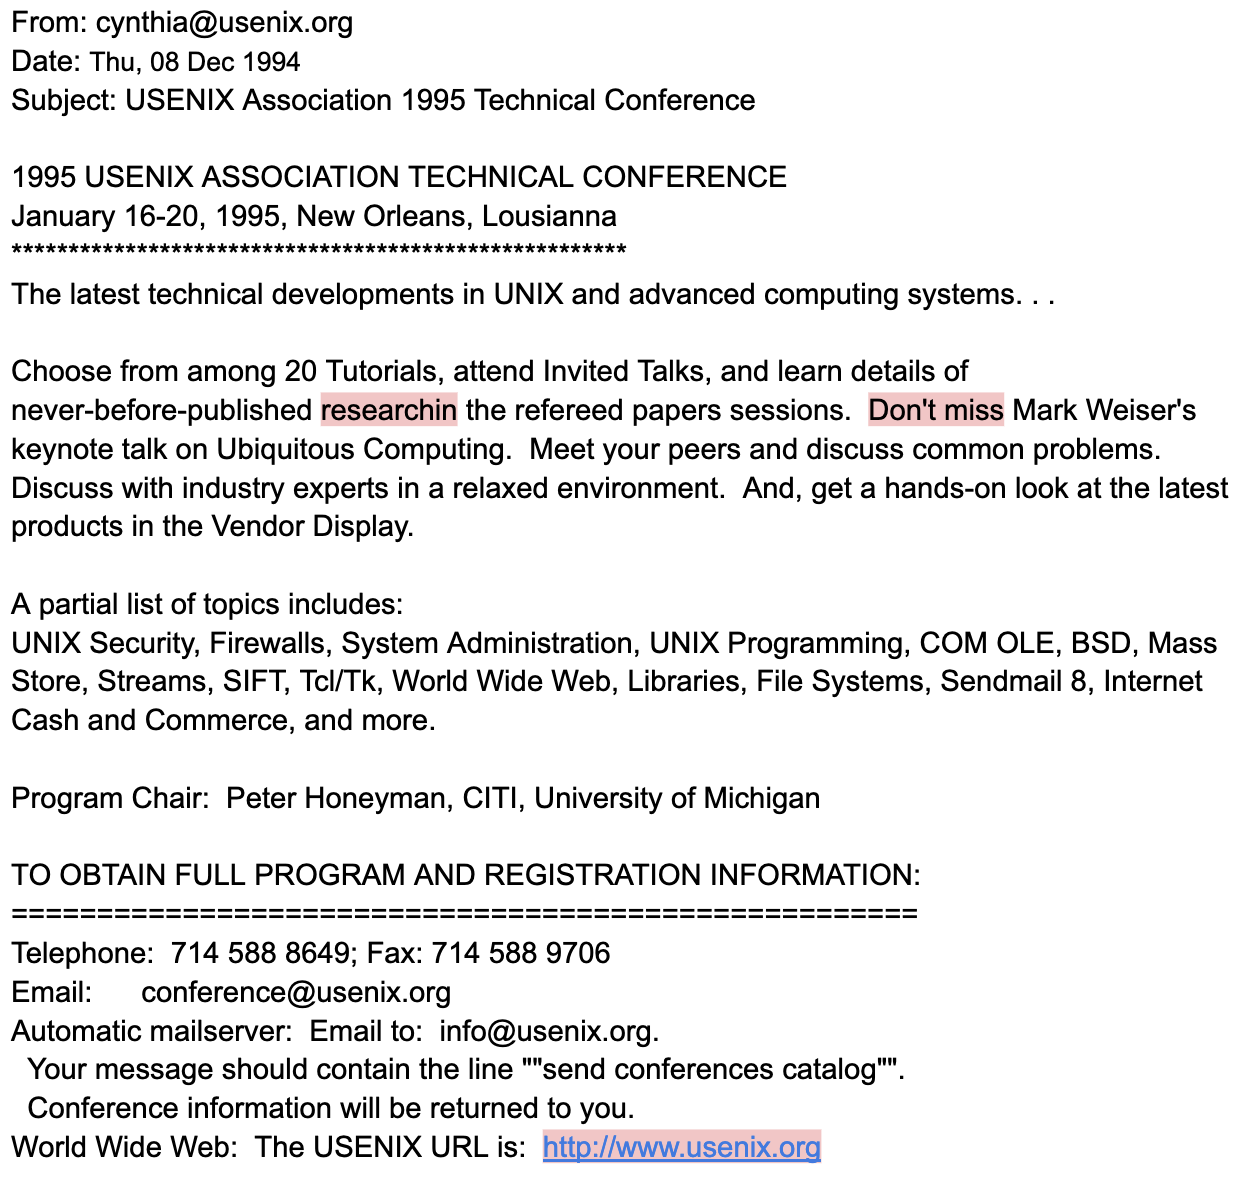 From: cynthia@usenix.org
Date: Thu, 08 Dec 1994
Subject: USENIX Association 1995 Technical Conference
1995 USENIX ASSOCIATION TECHNICAL CONFERENCE
January 16-20, 1995, New Orleans, Lousianna
******************************************************
The latest technical developments in UNIX and advanced computing systems. . .
Choose from among 20 Tutorials, attend Invited Talks, and learn details of
never-before-published researchin the refereed papers sessions.  Don't miss Mark Weiser's
keynote talk on Ubiquitous Computing.  Meet your peers and discuss common problems.
Discuss with industry experts in a relaxed environment.  And, get a hands-on look at the latest
products in the Vendor Display.
A partial list of topics includes:
UNIX Security, Firewalls, System Administration, UNIX Programming, COM OLE, BSD, Mass
Store, Streams, SIFT, Tcl/Tk, World Wide Web, Libraries, File Systems, Sendmail 8, Internet
Cash and Commerce, and more.
Program Chair:  Peter Honeyman, CITI, University of Michigan
TO OBTAIN FULL PROGRAM AND REGISTRATION INFORMATION:
=====================================================
Telephone:  714 588 8649; Fax: 714 588 9706
Email:      conference@usenix.org
Automatic mailserver:  Email to:  info@usenix.org.
  Your message should contain the line ""send conferences catalog"".
  Conference information will be returned to you.
World Wide Web:  The USENIX URL is:  http://www.usenix.org